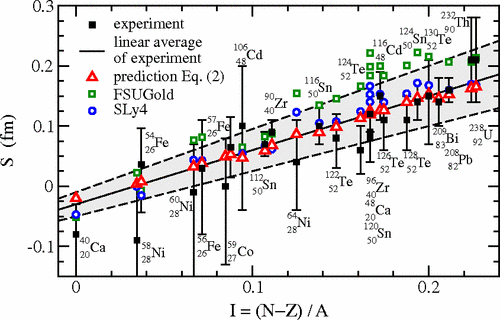 experiment
linear average
of experiment
prediction Eq. (2)
FSUGold
SLy4
106 48 Cd
90 40 Zr
116 50 Sn
124 52 Te
116 48 Cd
124 50 Sn
130 52 Te
232 90 Th
54 26 Fe
57 26 Fe
40 20 Ca
58 28 Ni
60 28 Ni
56 26 Fe
59 27 Co
112 50 Sn
64 28 Ni
122 52 Te
96 40 Zr
48 20 Ca
120 50 Sn
126 52 Te
128 52 Te
209 83 Bi
208 82 Pb
238 92 U
S (fm)
0.3
0.2
0.1
0
-0.1
0
0.1
0.2
I = (N−Z) / A